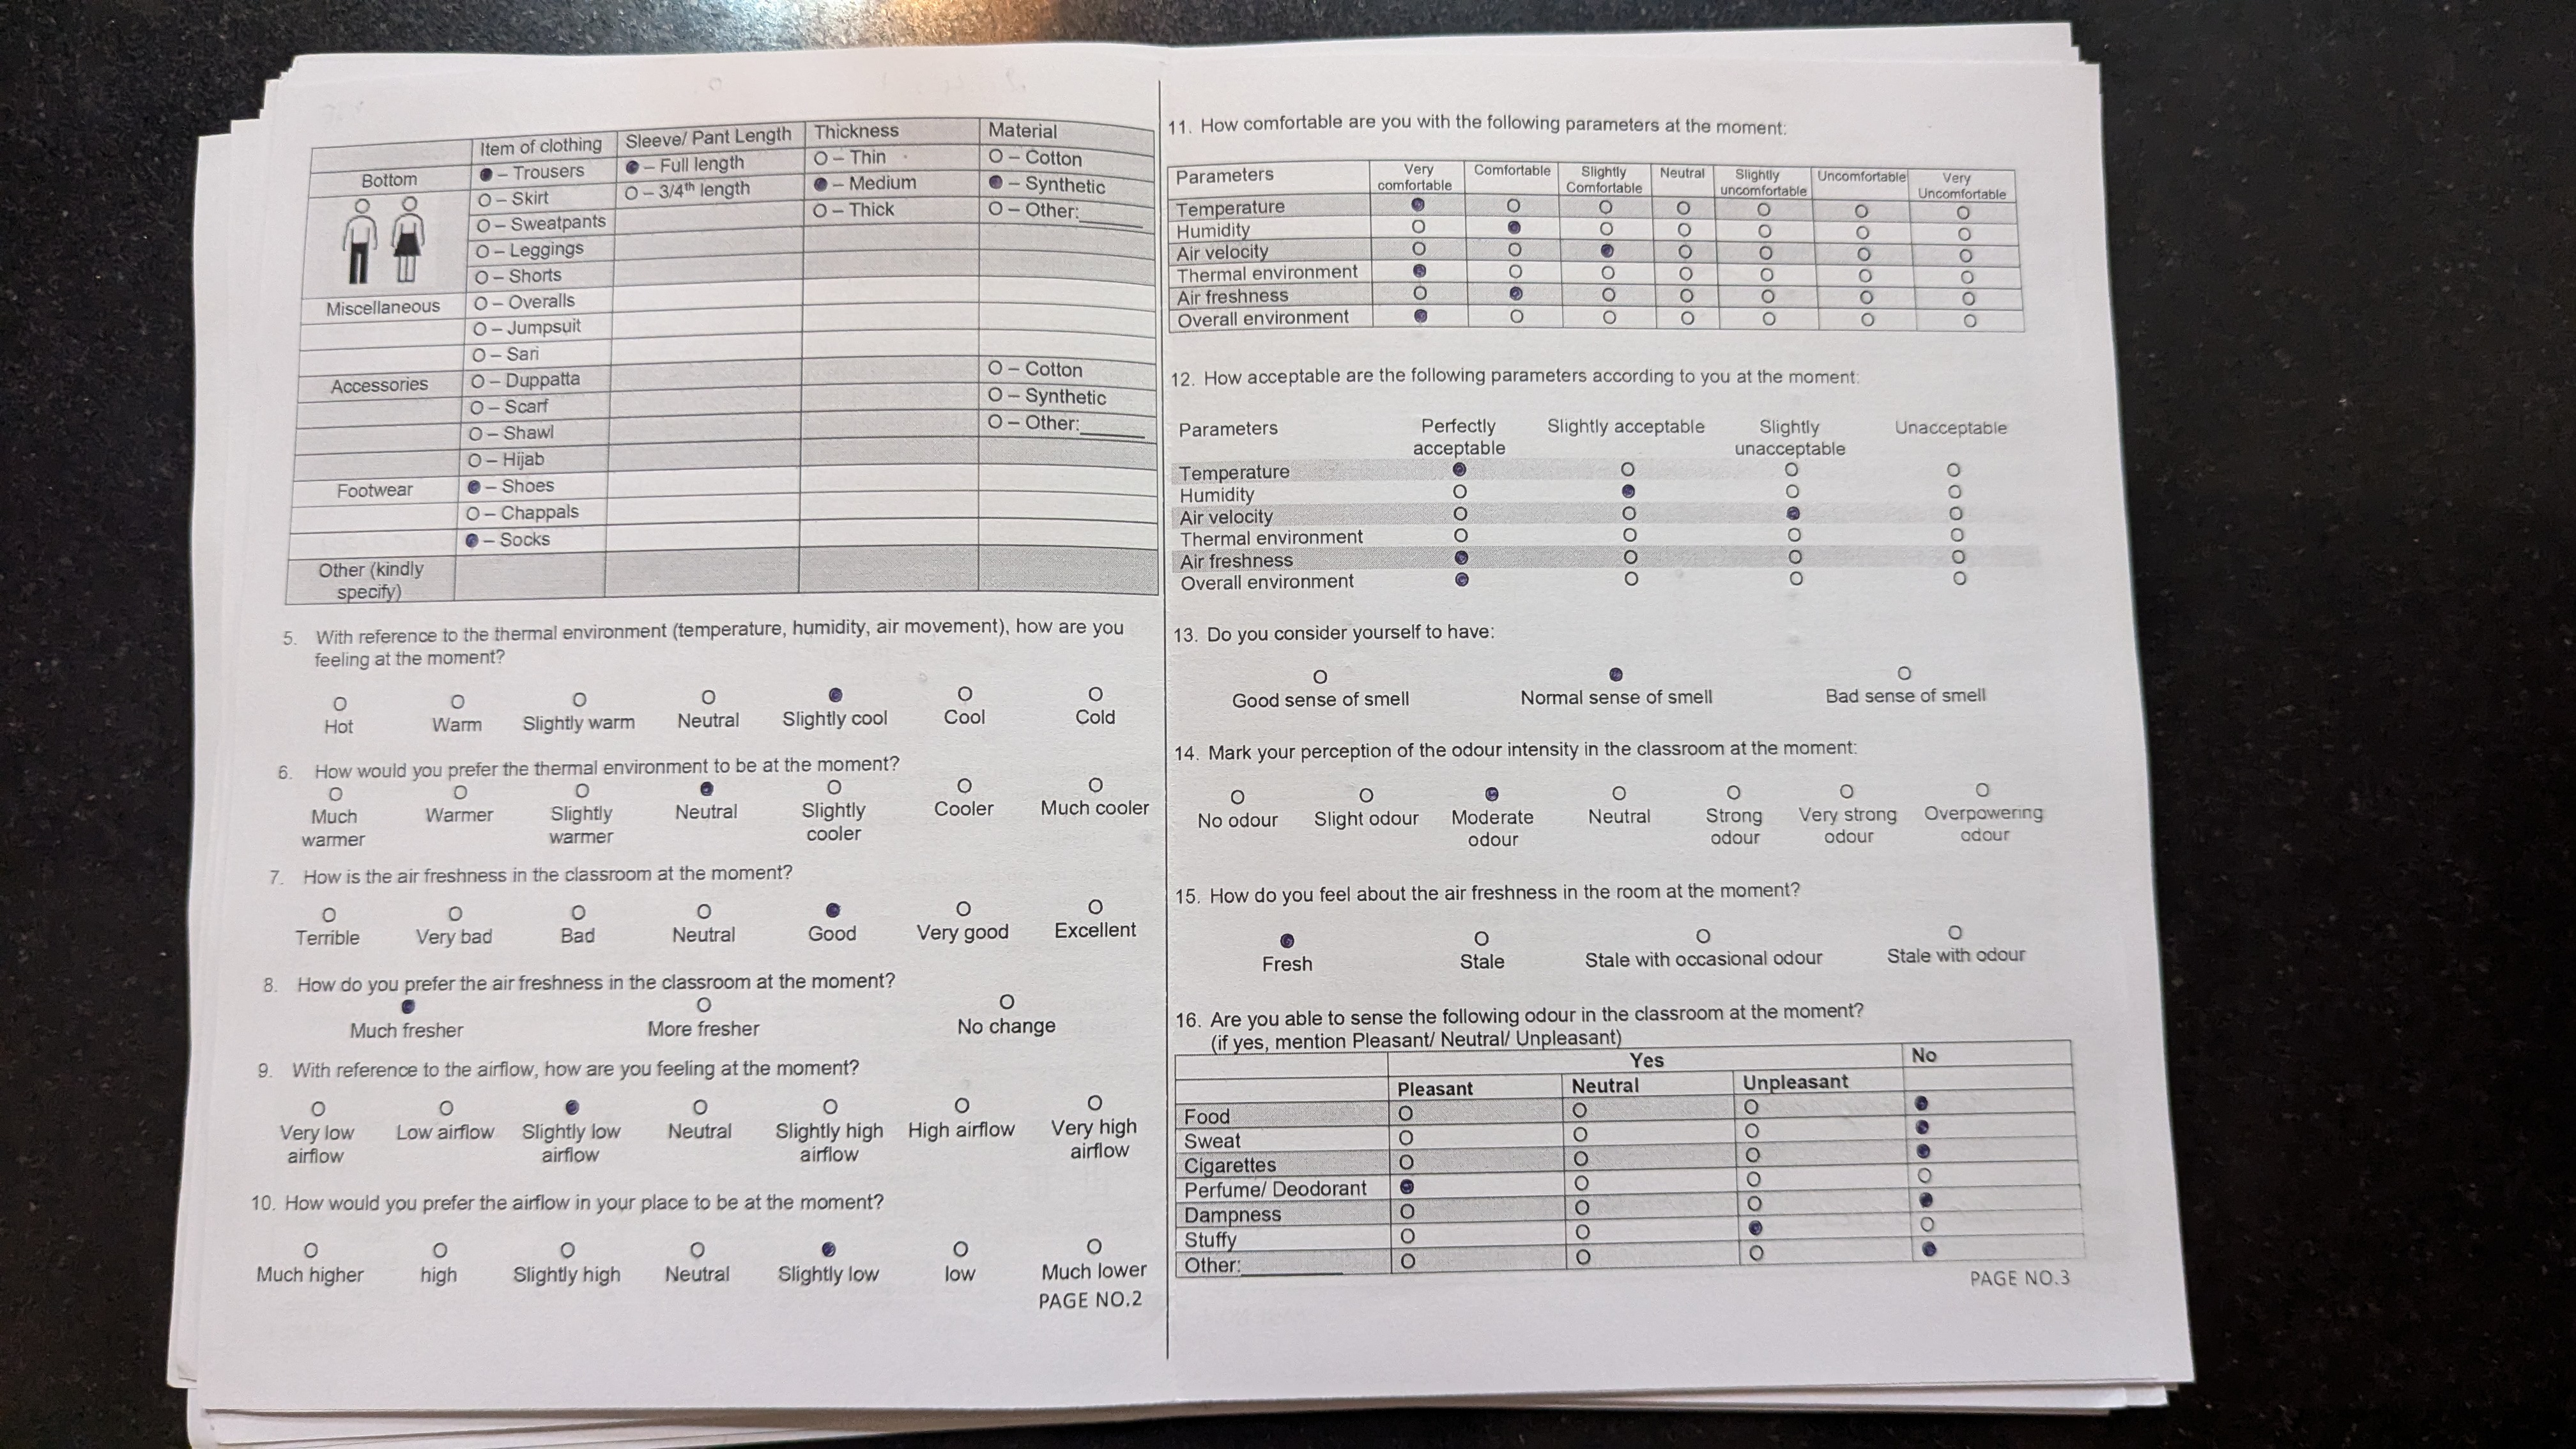 Item of clothing Sleeve/ Pant Length Thickness Material
Bottom ● – Trousers ● – Full length O – Thin O – Cotton
O – Skirt O – 3/4th length ● – Medium ● – Synthetic
O – Sweatpants O – Thick O – Other:______
O – Leggings
O – Shorts
Miscellaneous O – Overalls
O – Jumpsuit
O – Sari
Accessories O – Duppatta O – Cotton
O – Scarf O – Synthetic
O – Shawl O – Other:______
O – Hijab
Footwear ● – Shoes
O – Chappals
● – Socks
Other (kindly
specify)
5. With reference to the thermal environment (temperature, humidity, air movement), how are you
feeling at the moment?
O O O O ● O O
Hot Warm Slightly warm Neutral Slightly cool Cool Cold
6. How would you prefer the thermal environment to be at the moment?
O O O ● O O O
Much Warmer Slightly Neutral Slightly Cooler Much cooler
warmer warmer cooler
7. How is the air freshness in the classroom at the moment?
O O O O ● O O
Terrible Very bad Bad Neutral Good Very good Excellent
8. How do you prefer the air freshness in the classroom at the moment?
● O O
Much fresher More fresher No change
9. With reference to the airflow, how are you feeling at the moment?
O O ● O O O O
Very low Low airflow Slightly low Neutral Slightly high High airflow Very high
airflow airflow airflow airflow
10. How would you prefer the airflow in your place to be at the moment?
O O O O ● O O
Much higher high Slightly high Neutral Slightly low low Much lower
PAGE NO.2
11. How comfortable are you with the following parameters at the moment:
Parameters Very Comfortable Slightly Neutral Slightly Uncomfortable Very
comfortable Comfortable uncomfortable Uncomfortable
Temperature ● O O O O O O
Humidity O ● O O O O O
Air velocity O O ● O O O O
Thermal environment ● O O O O O O
Air freshness O ● O O O O O
Overall environment ● O O O O O O
12. How acceptable are the following parameters according to you at the moment:
Parameters Perfectly Slightly acceptable Slightly Unacceptable
acceptable unacceptable
Temperature ● O O O
Humidity O ● O O
Air velocity O O ● O
Thermal environment O O O O
Air freshness ● O O O
Overall environment ● O O O
13. Do you consider yourself to have:
O ● O
Good sense of smell Normal sense of smell Bad sense of smell
14. Mark your perception of the odour intensity in the classroom at the moment:
O O ● O O O O
No odour Slight odour Moderate Neutral Strong Very strong Overpowering
odour odour odour odour
15. How do you feel about the air freshness in the room at the moment?
● O O O
Fresh Stale Stale with occasional odour Stale with odour
16. Are you able to sense the following odour in the classroom at the moment?
(if yes, mention Pleasant/ Neutral/ Unpleasant)
Yes No
Pleasant Neutral Unpleasant
Food O O O ●
Sweat O O O ●
Cigarettes O O O ●
Perfume/ Deodorant ● O O O
Dampness O O O ●
Stuffy O O ● O
Other:__________ O O O ●
PAGE NO.3